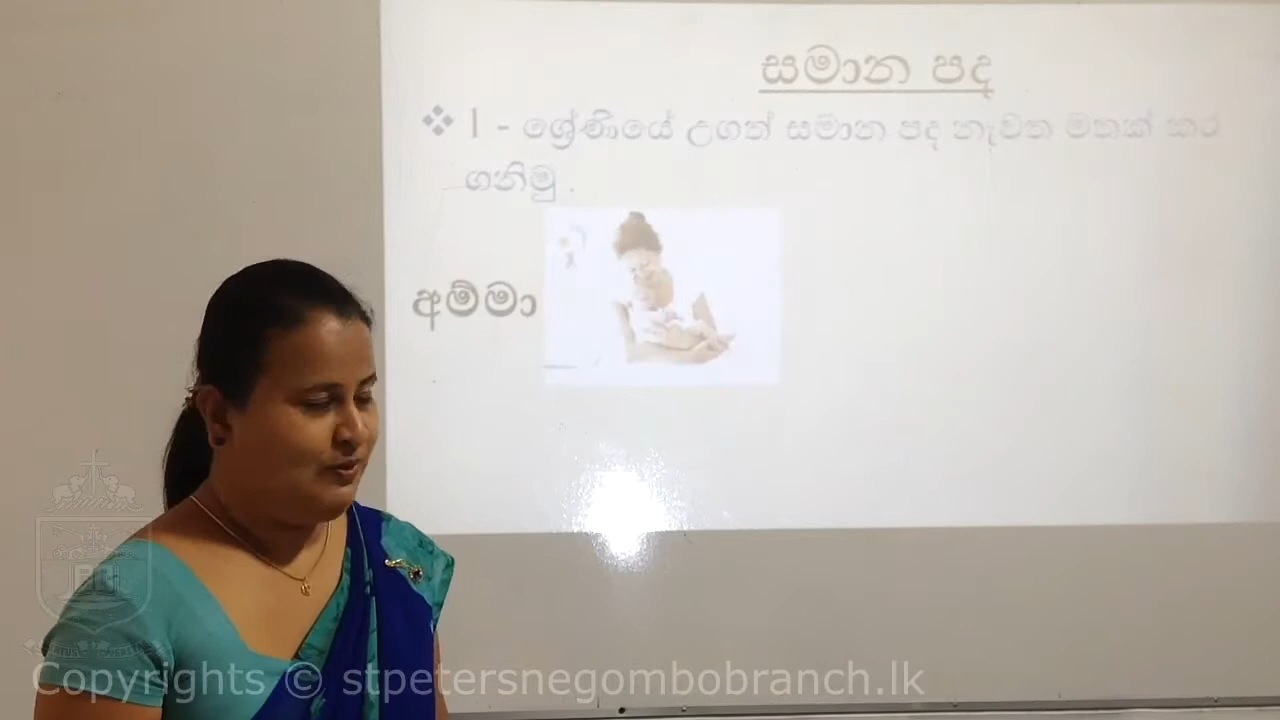 සමාන පද
❖ 1 - ශ්‍රේණියේ උගත් සමාන පද නැවත මතක් කර
ගනිමු .
අම්මා
Copyrights © stpetersnegombobranch.lk